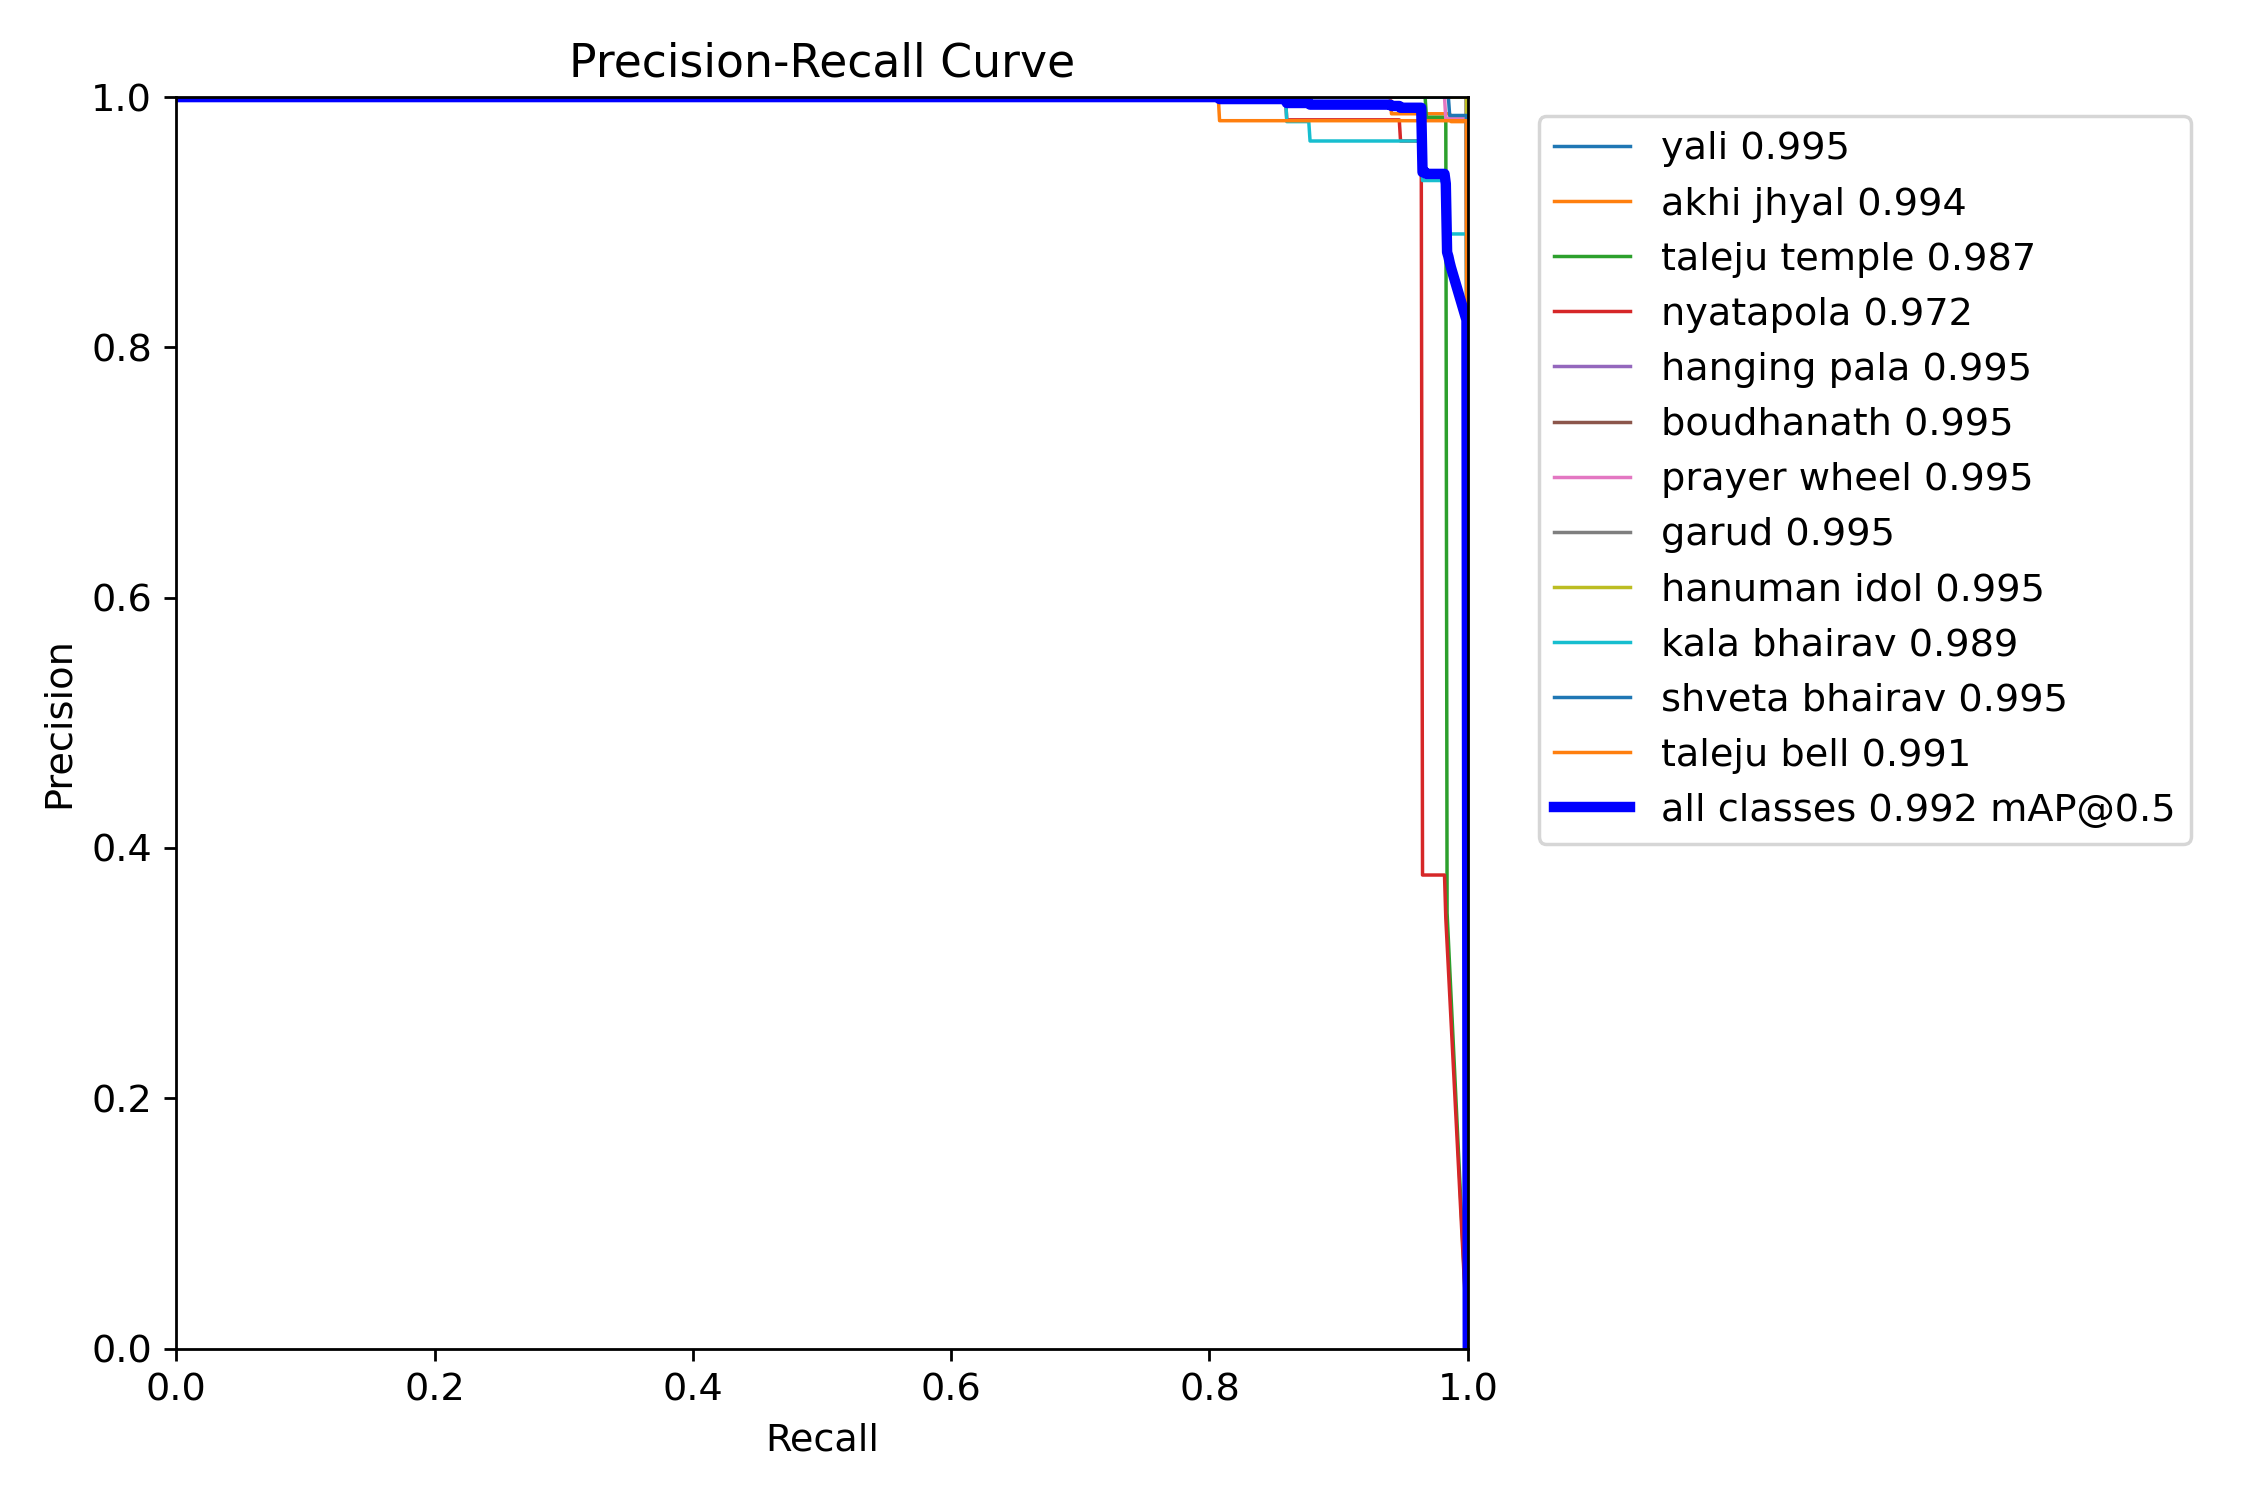 Precision-Recall Curve
1.0
0.8
0.6
0.4
0.2
0.0
Precision
0.0 0.2 0.4 0.6 0.8 1.0
Recall
yali 0.995
akhi jhyal 0.994
taleju temple 0.987
nyatapola 0.972
hanging pala 0.995
boudhanath 0.995
prayer wheel 0.995
garud 0.995
hanuman idol 0.995
kala bhairav 0.989
shveta bhairav 0.995
taleju bell 0.991
all classes 0.992 mAP@0.5